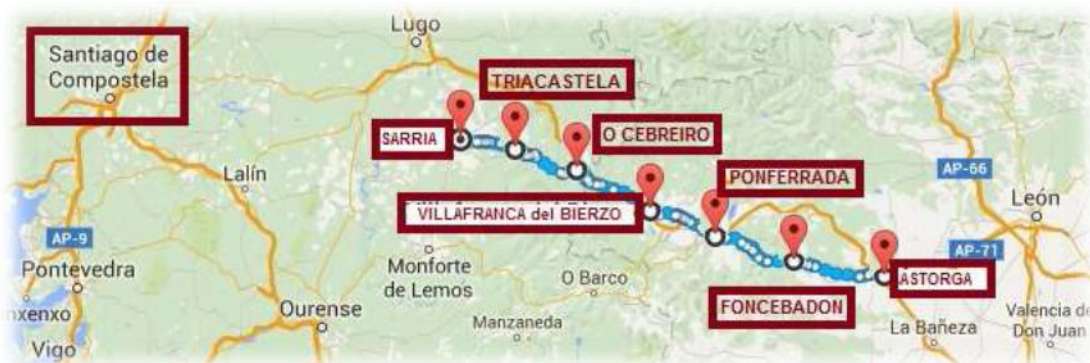 Lugo
Santiago de
Compostela
TRIACASTELA
SARRIA
O CEBREIRO
Lalín
PONFERRADA
AP-66
León
VILLAFRANCA del BIERZO
AP-9
AP-71
Pontevedra
Monforte
de Lemos
O Barco
ASTORGA
nxenxo
Ourense
FONCEBADON
Manzaneda
La Bañeza
Valencia de
Don Juan
Vigo